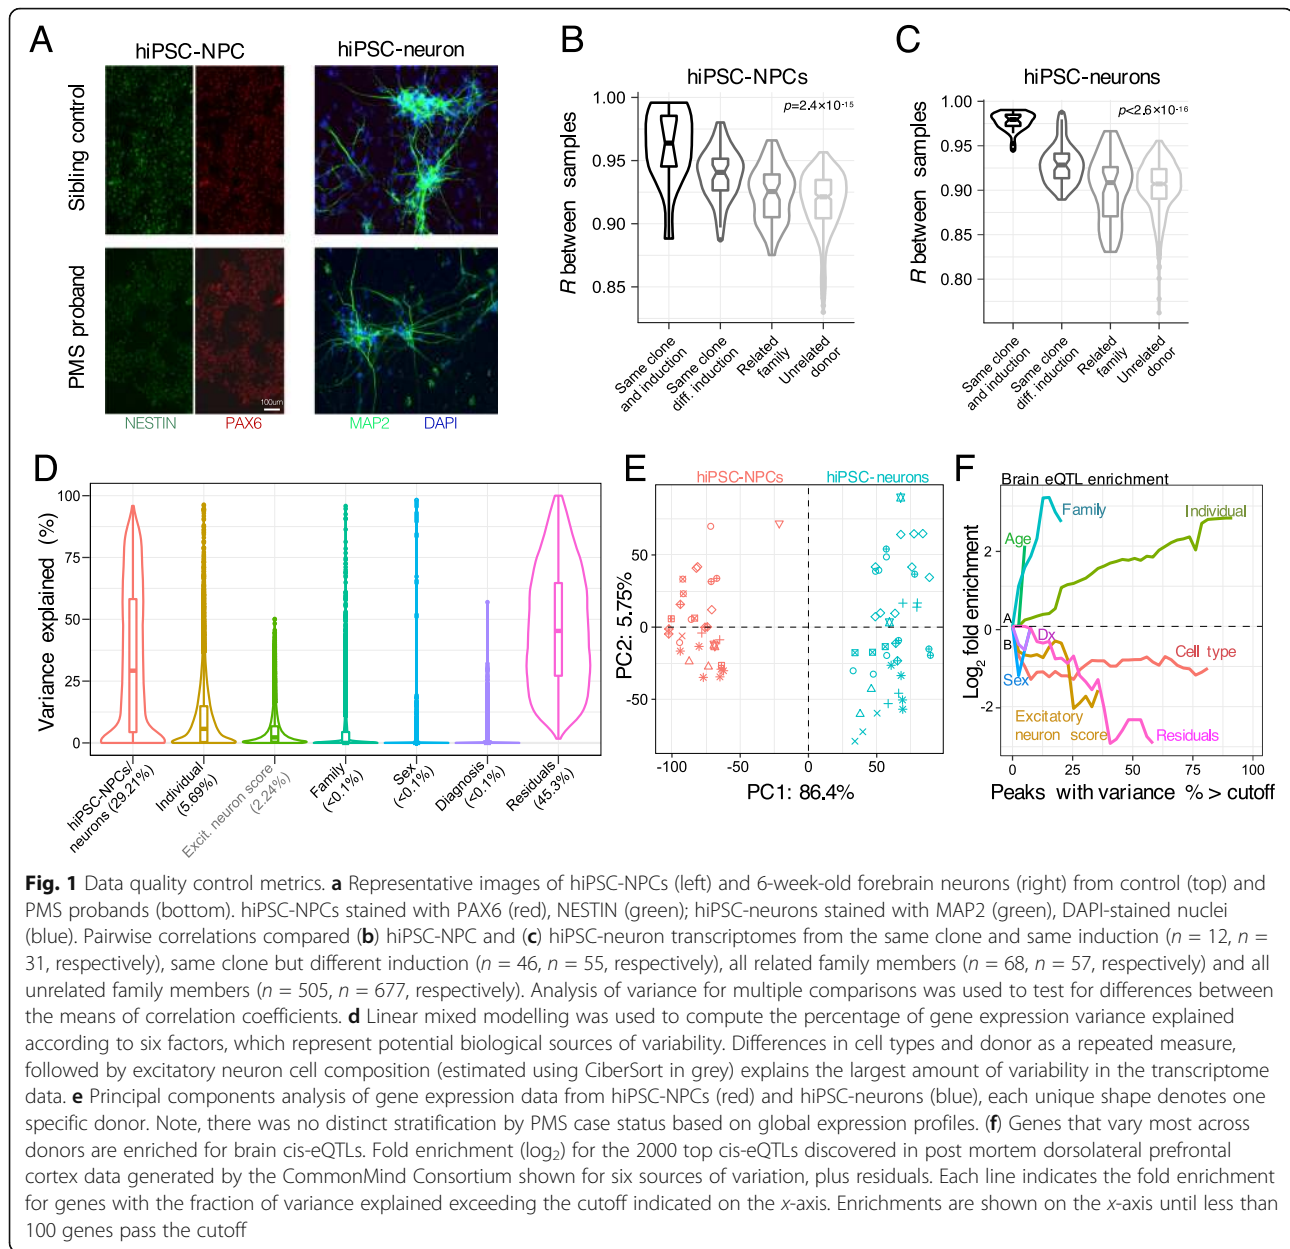 A
hiPSC-NPC
hiPSC-neuron
Sibling control
PMS proband
100um
NESTIN
PAX6
MAP2
DAPI
B
hiPSC-NPCs
p=2.4×10-15
R between samples
1.00
0.95
0.90
0.85
Same clone
and induction
Same clone
diff. induction
Related
family
Unrelated
donor
C
hiPSC-neurons
p<2.6×10-16
R between samples
1.00
0.95
0.90
0.85
0.80
Same clone
and induction
Same clone
diff. induction
Related
family
Unrelated
donor
D
Variance explained (%)
100
75
50
25
0
hiPSC-NPCs/
neurons (29.21%)
Individual
(5.69%)
Excit. neuron score
(2.24%)
Family
(<0.1%)
Sex
(<0.1%)
Diagnosis
(<0.1%)
Residuals
(45.3%)
E
hiPSC-NPCs
hiPSC-neurons
PC2: 5.75%
50
0
-50
-100
-50
0
50
PC1: 86.4%
F
Brain eQTL enrichment
Log2 fold enrichment
2
0
-2
Family
Individual
Age
A
B
Dx
Cell type
Sex
Excitatory
neuron score
Residuals
0
25
50
75
100
Peaks with variance % > cutoff
Fig. 1 Data quality control metrics. a Representative images of hiPSC-NPCs (left) and 6-week-old forebrain neurons (right) from control (top) and
PMS probands (bottom). hiPSC-NPCs stained with PAX6 (red), NESTIN (green); hiPSC-neurons stained with MAP2 (green), DAPI-stained nuclei
(blue). Pairwise correlations compared (b) hiPSC-NPC and (c) hiPSC-neuron transcriptomes from the same clone and same induction (n = 12, n =
31, respectively), same clone but different induction (n = 46, n = 55, respectively), all related family members (n = 68, n = 57, respectively) and all
unrelated family members (n = 505, n = 677, respectively). Analysis of variance for multiple comparisons was used to test for differences between
the means of correlation coefficients. d Linear mixed modelling was used to compute the percentage of gene expression variance explained
according to six factors, which represent potential biological sources of variability. Differences in cell types and donor as a repeated measure,
followed by excitatory neuron cell composition (estimated using CiberSort in grey) explains the largest amount of variability in the transcriptome
data. e Principal components analysis of gene expression data from hiPSC-NPCs (red) and hiPSC-neurons (blue), each unique shape denotes one
specific donor. Note, there was no distinct stratification by PMS case status based on global expression profiles. (f) Genes that vary most across
donors are enriched for brain cis-eQTLs. Fold enrichment (log2) for the 2000 top cis-eQTLs discovered in post mortem dorsolateral prefrontal
cortex data generated by the CommonMind Consortium shown for six sources of variation, plus residuals. Each line indicates the fold enrichment
for genes with the fraction of variance explained exceeding the cutoff indicated on the x-axis. Enrichments are shown on the x-axis until less than
100 genes pass the cutoff